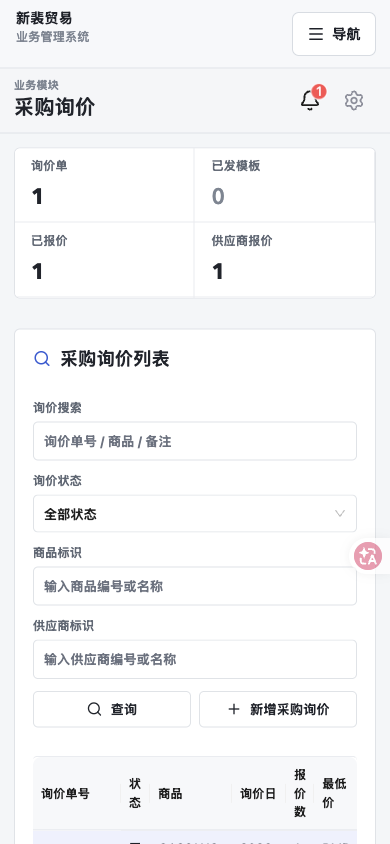 新裴贸易
业务管理系统
导航
业务模块
采购询价
1
询价单
已发模板
1
0
已报价
供应商报价
1
1
采购询价列表
询价搜索
询价单号 / 商品 / 备注
询价状态
全部状态
商品标识
输入商品编号或名称
供应商标识
输入供应商编号或名称
查询
新增采购询价
询价单号
状态
商品
询价日
报价数
最低价